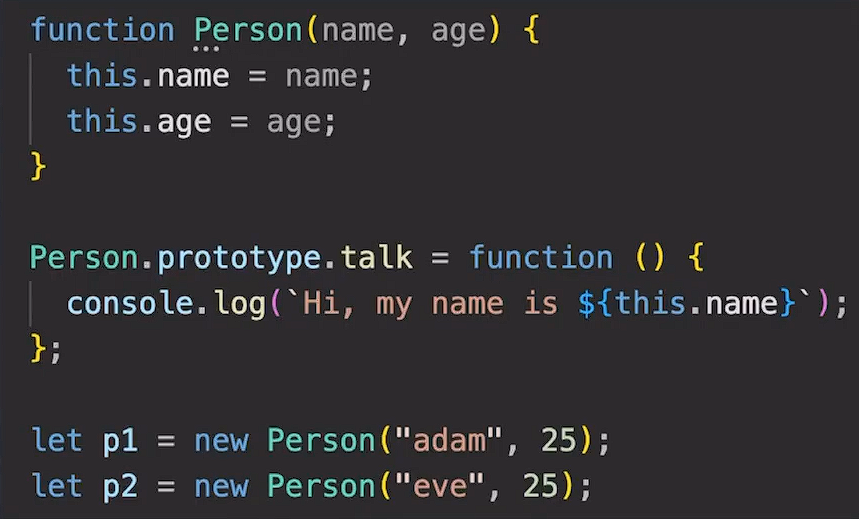 function Person(name, age) {
  this.name = name;
  this.age = age;
}
Person.prototype.talk = function () {
  console.log(`Hi, my name is ${this.name}`);
};
let p1 = new Person("adam", 25);
let p2 = new Person("eve", 25);